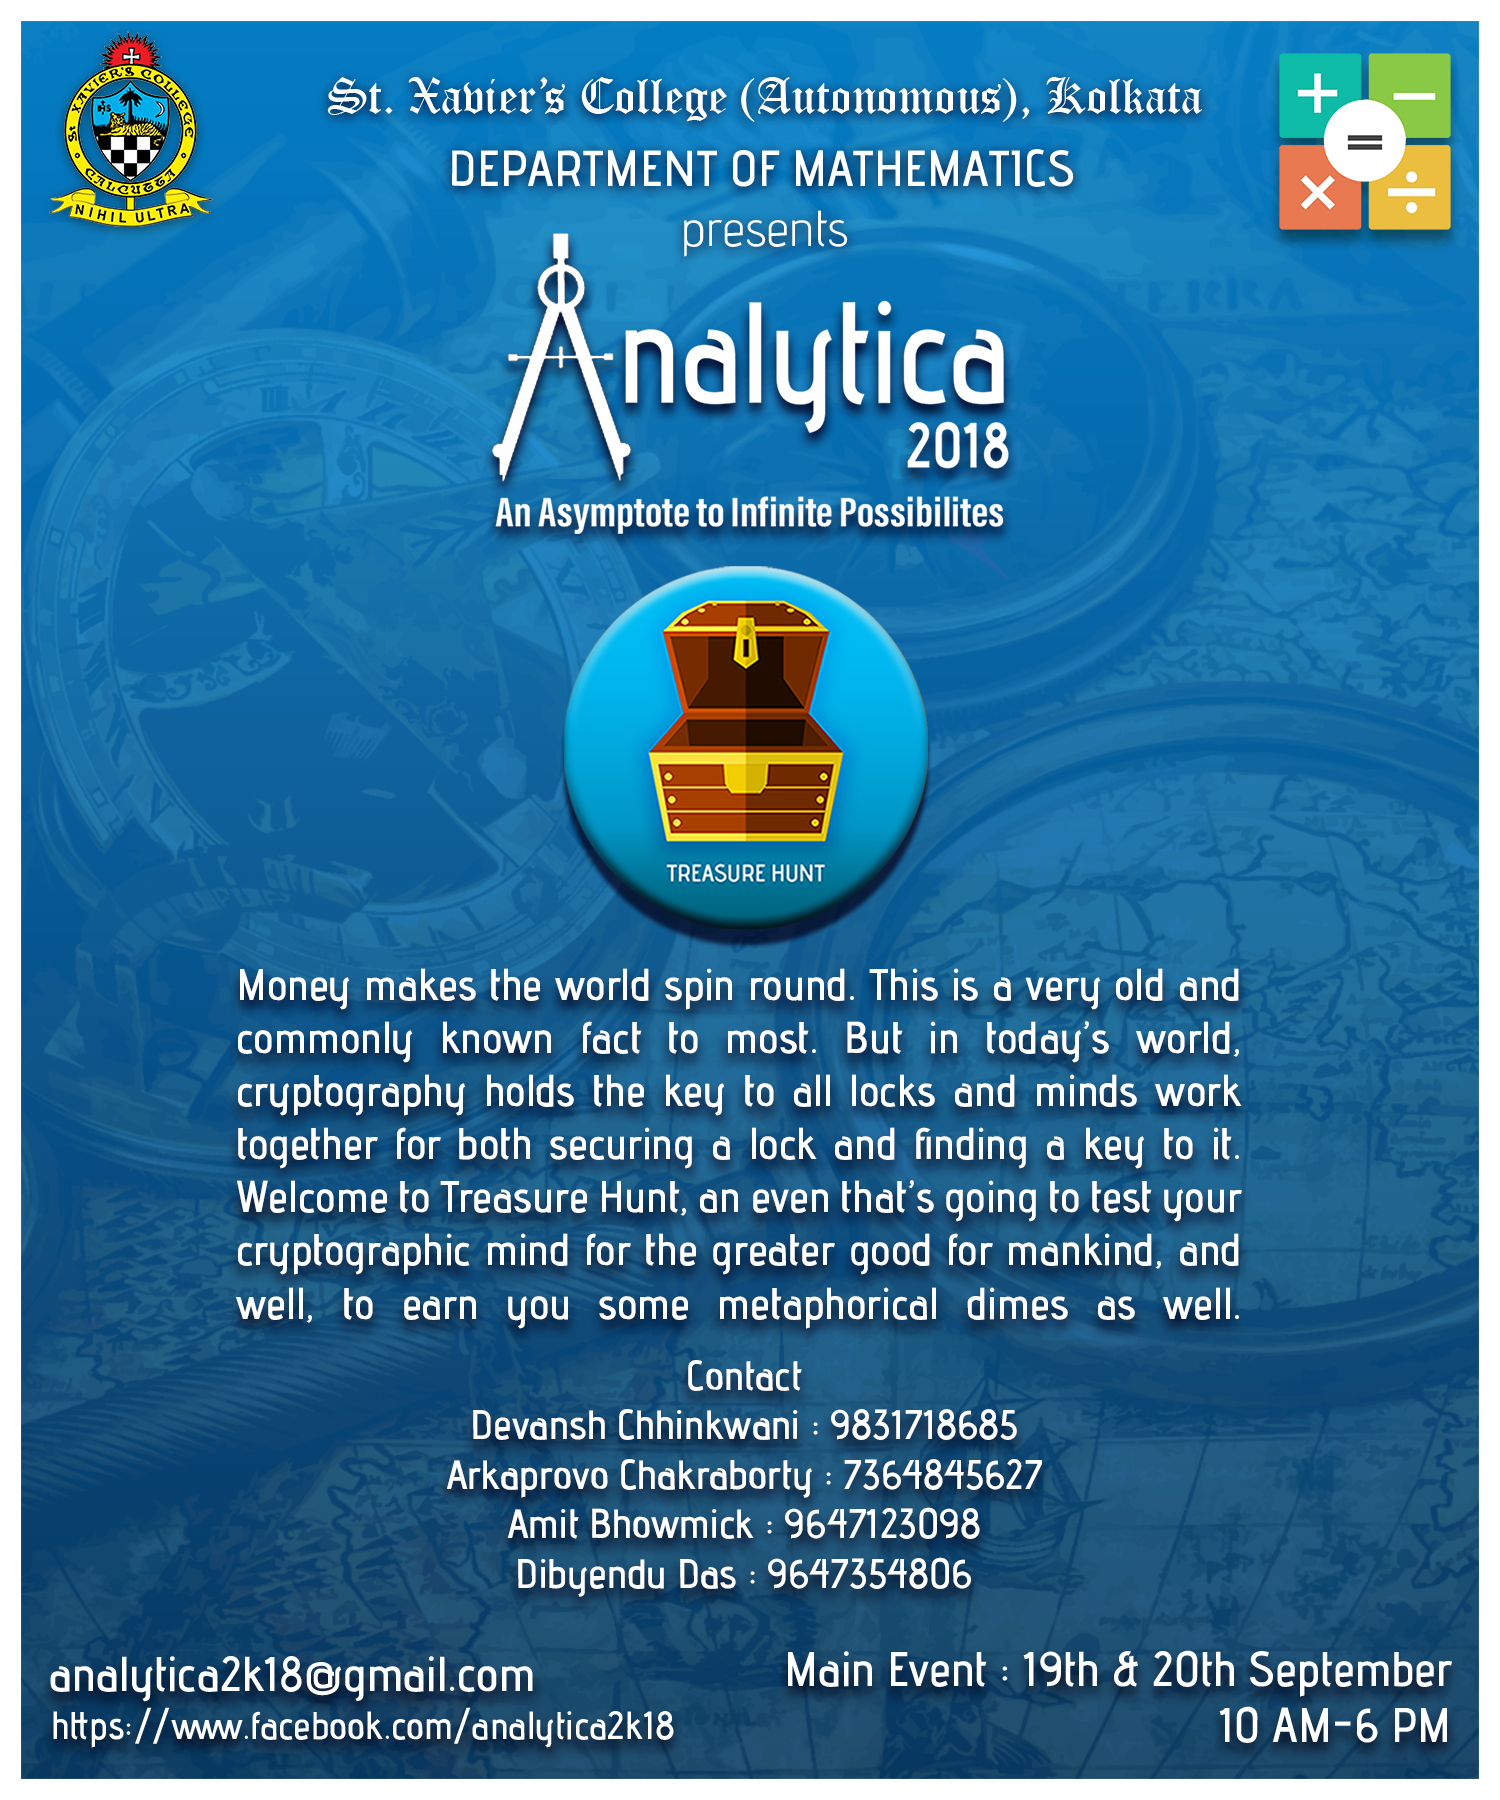 St. Xavier's College (Autonomous), Kolkata
DEPARTMENT OF MATHEMATICS
presents
Analytica
2018
An Asymptote to Infinite Possibilites
TREASURE HUNT
Money makes the world spin round. This is a very old and
commonly known fact to most. But in today's world,
cryptography holds the key to all locks and minds work
together for both securing a lock and finding a key to it.
Welcome to Treasure Hunt, an even that's going to test your
cryptographic mind for the greater good for mankind, and
well, to earn you some metaphorical dimes as well.
Contact
Devansh Chhinkwani : 9831718685
Arkaprovo Chakraborty : 7364845627
Amit Bhowmick : 9647123098
Dibyendu Das : 9647354806
analytica2k18@gmail.com
https://www.facebook.com/analytica2k18
Main Event : 19th & 20th September
10 AM-6 PM
St XAVIER'S COLLEGE
CALCUTTA
NIHIL ULTRA
+ −
=
× ÷